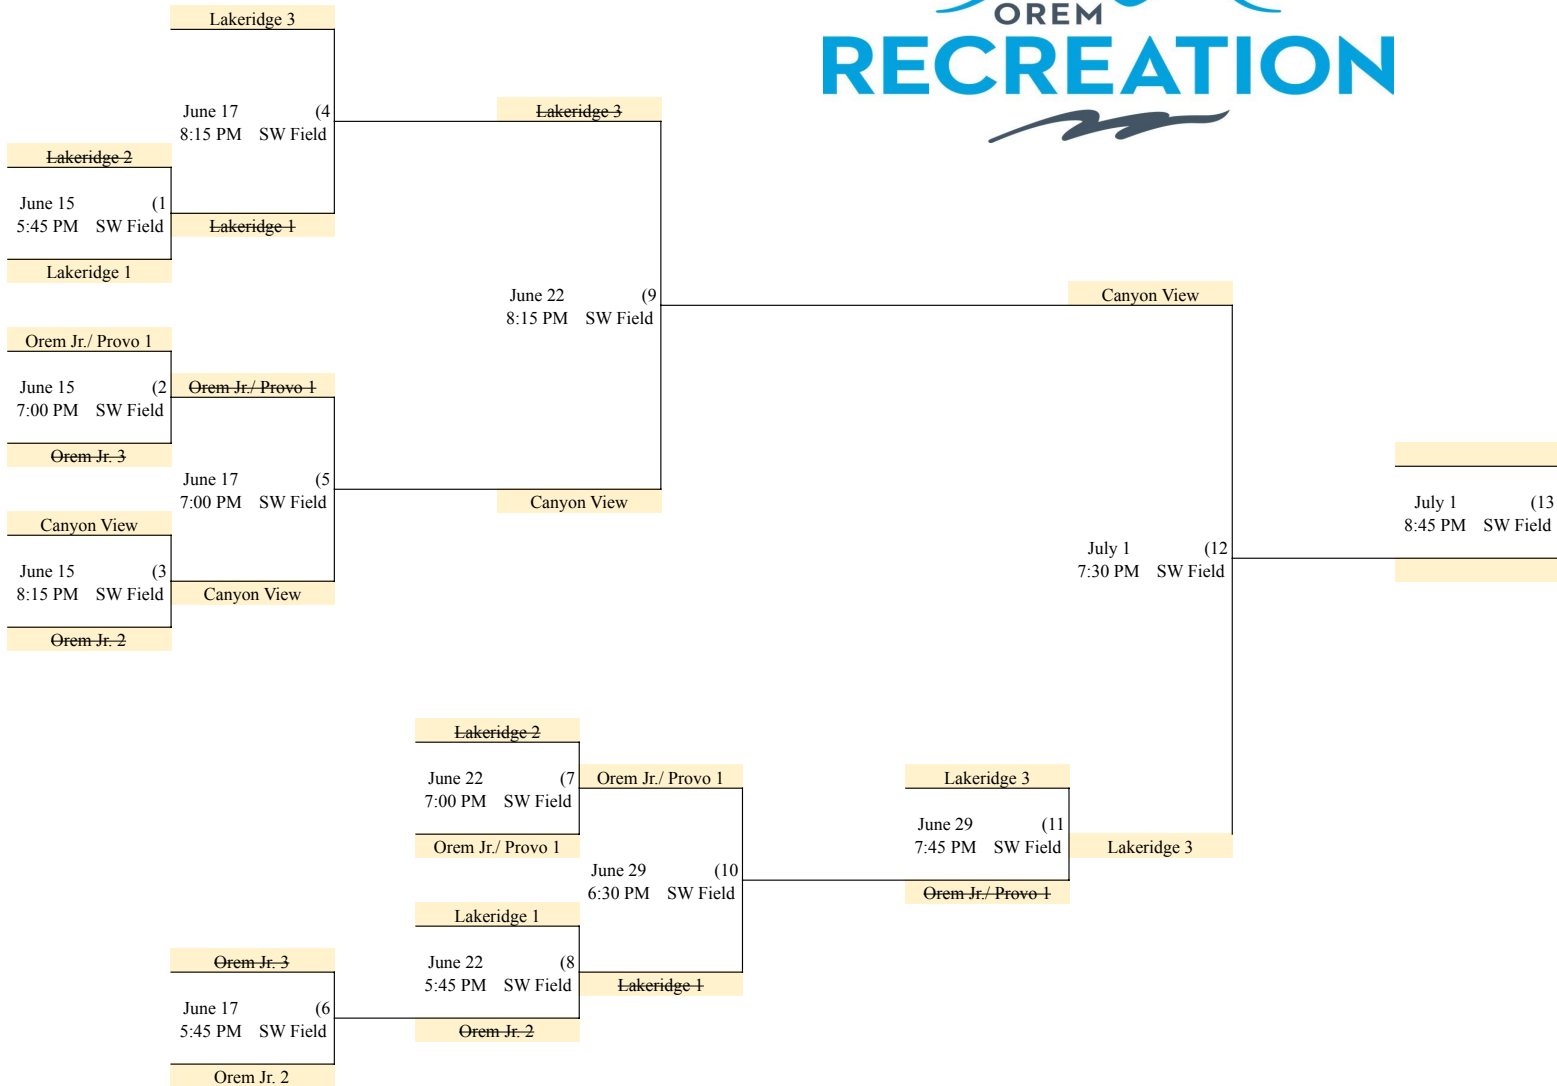 OREM
RECREATION
Lakeridge 3
June 17 (4
8:15 PM SW Field
Lakeridge 3
Lakeridge 2
June 15 (1
5:45 PM SW Field
Lakeridge 1
Lakeridge 1
June 22 (9
8:15 PM SW Field
Canyon View
Orem Jr./ Provo 1
June 15 (2
7:00 PM SW Field
Orem Jr./ Provo 1
Orem Jr. 3
June 17 (5
7:00 PM SW Field
Canyon View
Canyon View
June 15 (3
8:15 PM SW Field
Canyon View
Orem Jr. 2
July 1 (12
7:30 PM SW Field
July 1 (13
8:45 PM SW Field
Lakeridge 2
June 22 (7
7:00 PM SW Field
Orem Jr./ Provo 1
Orem Jr./ Provo 1
June 29 (10
6:30 PM SW Field
Lakeridge 3
June 29 (11
7:45 PM SW Field
Lakeridge 3
Orem Jr./ Provo 1
Lakeridge 1
June 22 (8
5:45 PM SW Field
Lakeridge 1
Orem Jr. 2
Orem Jr. 3
June 17 (6
5:45 PM SW Field
Orem Jr. 2